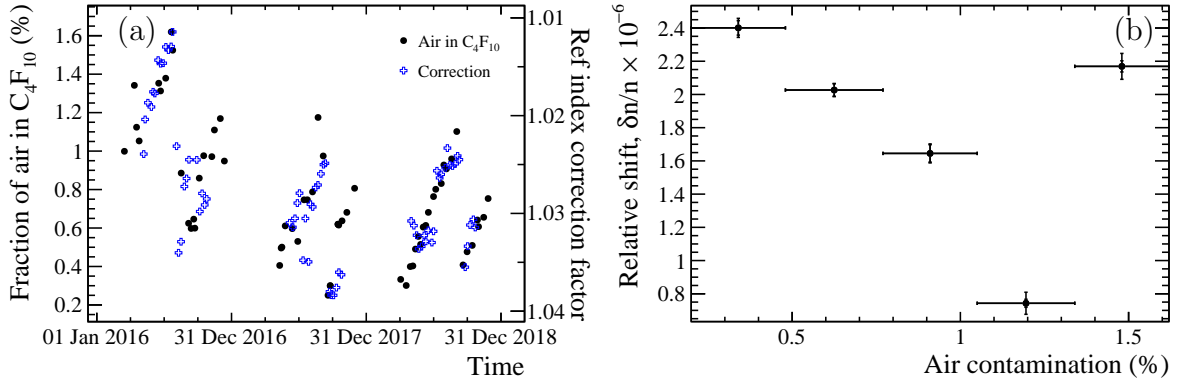 Fraction of air in C₄F₁₀ (%)
1.6
1.4
1.2
1
0.8
0.6
0.4
0.2
(a)
Air in C₄F₁₀
Correction
1.01
1.02
1.03
1.04
Ref index correction factor
01 Jan 2016
31 Dec 2016
31 Dec 2017
31 Dec 2018
Time
Relative shift, δn/n × 10⁻⁶
2.4
2.2
2
1.8
1.6
1.4
1.2
1
0.8
(b)
0.5
1
1.5
Air contamination (%)